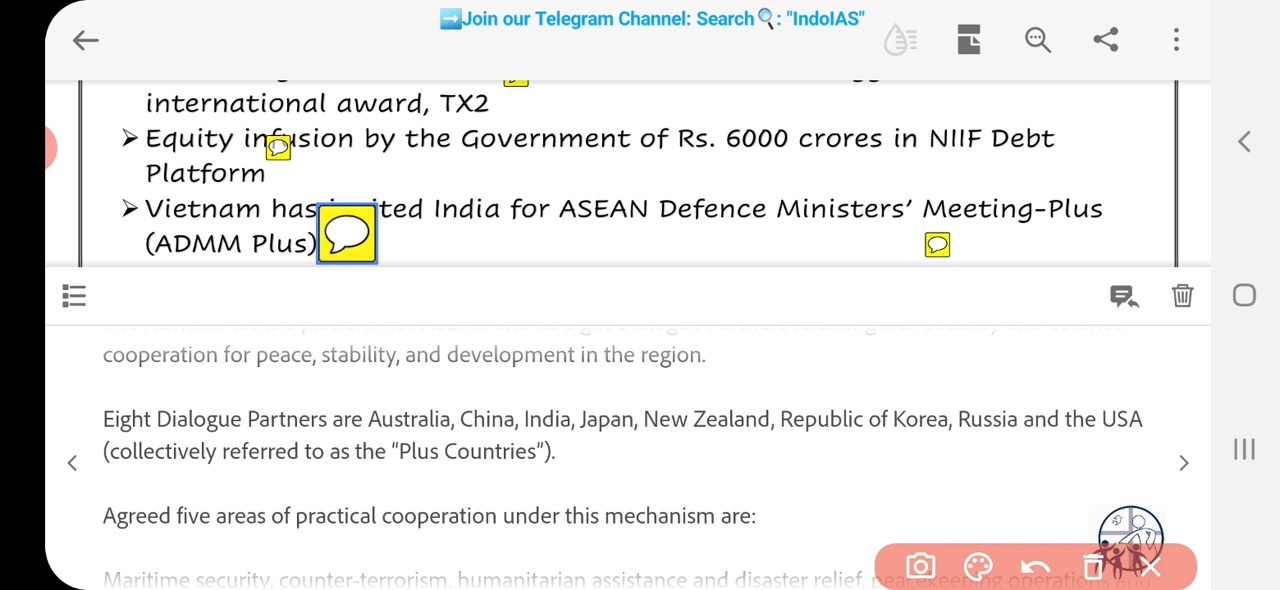 Join our Telegram Channel: Search🔍: "IndoIAS"
international award, TX2
➤ Equity infusion by the Government of Rs. 6000 crores in NIIF Debt
Platform
➤ Vietnam has invited India for ASEAN Defence Ministers’ Meeting-Plus
(ADMM Plus)
cooperation for peace, stability, and development in the region.
Eight Dialogue Partners are Australia, China, India, Japan, New Zealand, Republic of Korea, Russia and the USA
(collectively referred to as the “Plus Countries”).
Agreed five areas of practical cooperation under this mechanism are:
Maritime security, counter-terrorism, humanitarian assistance and disaster relief, peacekeeping operations and